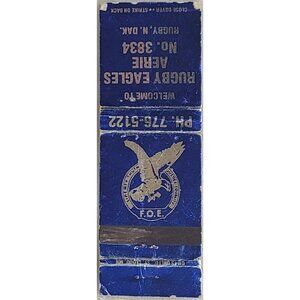 CLOSE COVER - STRIKE ON BACK
WELCOME TO
RUGBY EAGLES
AERIE
No. 3834
RUGBY, N. DAK.
PH. 776-5122
F.O.E.